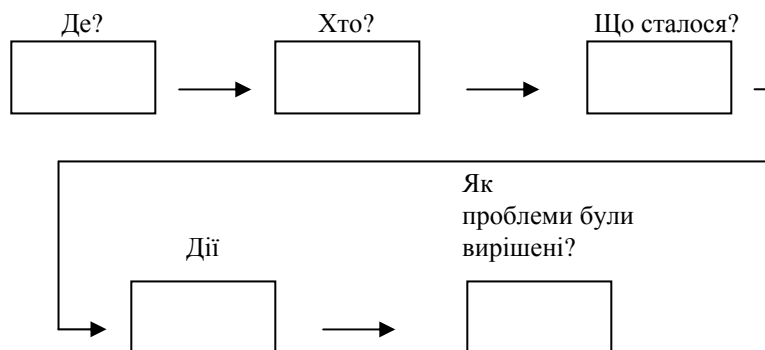 Де?
Хто?
Що сталося?
Дії
Як
проблеми були
вирішені?